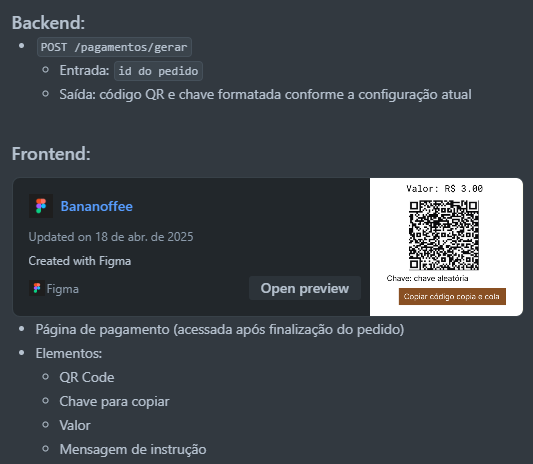 Backend:
POST /pagamentos/gerar
Entrada: id do pedido
Saída: código QR e chave formatada conforme a configuração atual
Frontend:
Bananoffee
Updated on 18 de abr. de 2025
Created with Figma
Figma
Open preview
Valor: R$ 3.00
Chave: chave aleatória
Copiar código copia e cola
Página de pagamento (acessada após finalização do pedido)
Elementos:
QR Code
Chave para copiar
Valor
Mensagem de instrução